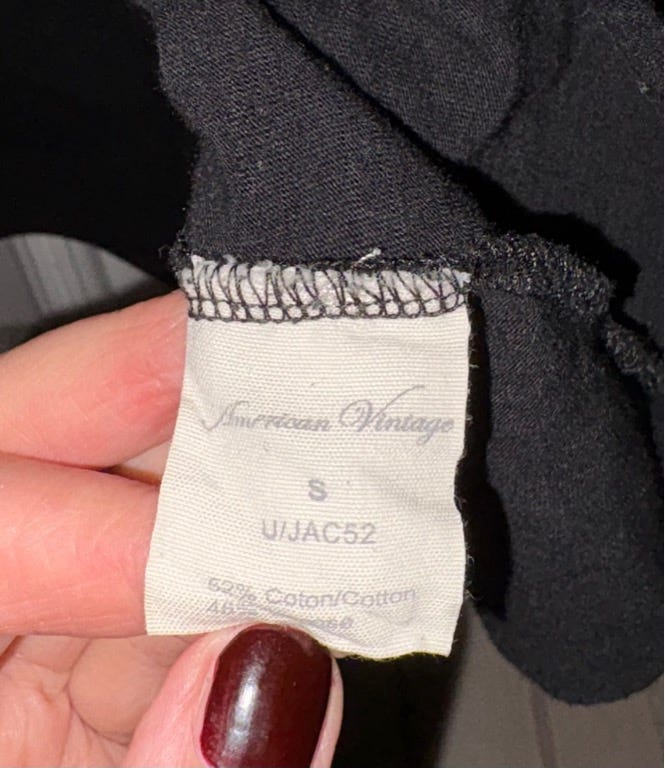 American Vintage
S
U/JAC52
52% Coton/Cotton